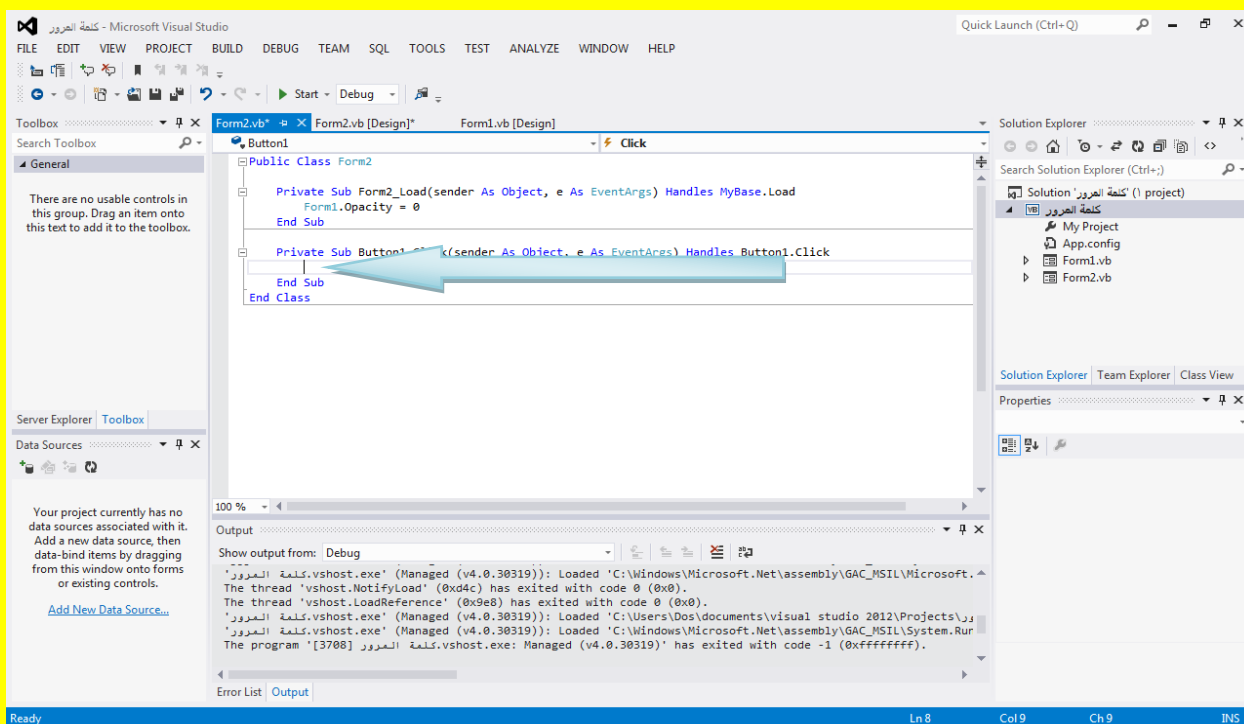 كلمة المرور - Microsoft Visual Studio
Quick Launch (Ctrl+Q)
FILE EDIT VIEW PROJECT BUILD DEBUG TEAM SQL TOOLS TEST ANALYZE WINDOW HELP
Start Debug
Toolbox
Search Toolbox
General
There are no usable controls in
this group. Drag an item onto
this text to add it to the toolbox.
Server Explorer Toolbox
Data Sources
Your project currently has no
data sources associated with it.
Add a new data source, then
data-bind items by dragging
from this window onto forms
or existing controls.
Add New Data Source...
Form2.vb* Form2.vb [Design]* Form1.vb [Design]
Button1 Click
Public Class Form2
Private Sub Form2_Load(sender As Object, e As EventArgs) Handles MyBase.Load
Form1.Opacity = 0
End Sub
Private Sub Button1_Click(sender As Object, e As EventArgs) Handles Button1.Click
End Sub
End Class
100 %
Output
Show output from: Debug
'كلمة المرور.vshost.exe' (Managed (v4.0.30319)): Loaded 'C:\Windows\Microsoft.Net\assembly\GAC_MSIL\Microsoft.
The thread 'vshost.NotifyLoad' (0xd4c) has exited with code 0 (0x0).
The thread 'vshost.LoadReference' (0x9e8) has exited with code 0 (0x0).
'كلمة المرور.vshost.exe' (Managed (v4.0.30319)): Loaded 'C:\Users\Dos\documents\visual studio 2012\Projects\
'كلمة المرور.vshost.exe' (Managed (v4.0.30319)): Loaded 'C:\Windows\Microsoft.Net\assembly\GAC_MSIL\System.Run
The program '[3708] كلمة المرور.vshost.exe: Managed (v4.0.30319)' has exited with code -1 (0xffffffff).
Error List Output
Solution Explorer
Search Solution Explorer (Ctrl+;)
Solution 'كلمة المرور' (1 project)
كلمة المرور
My Project
App.config
Form1.vb
Form2.vb
Solution Explorer Team Explorer Class View
Properties
Ready Ln 8 Col 9 Ch 9 INS